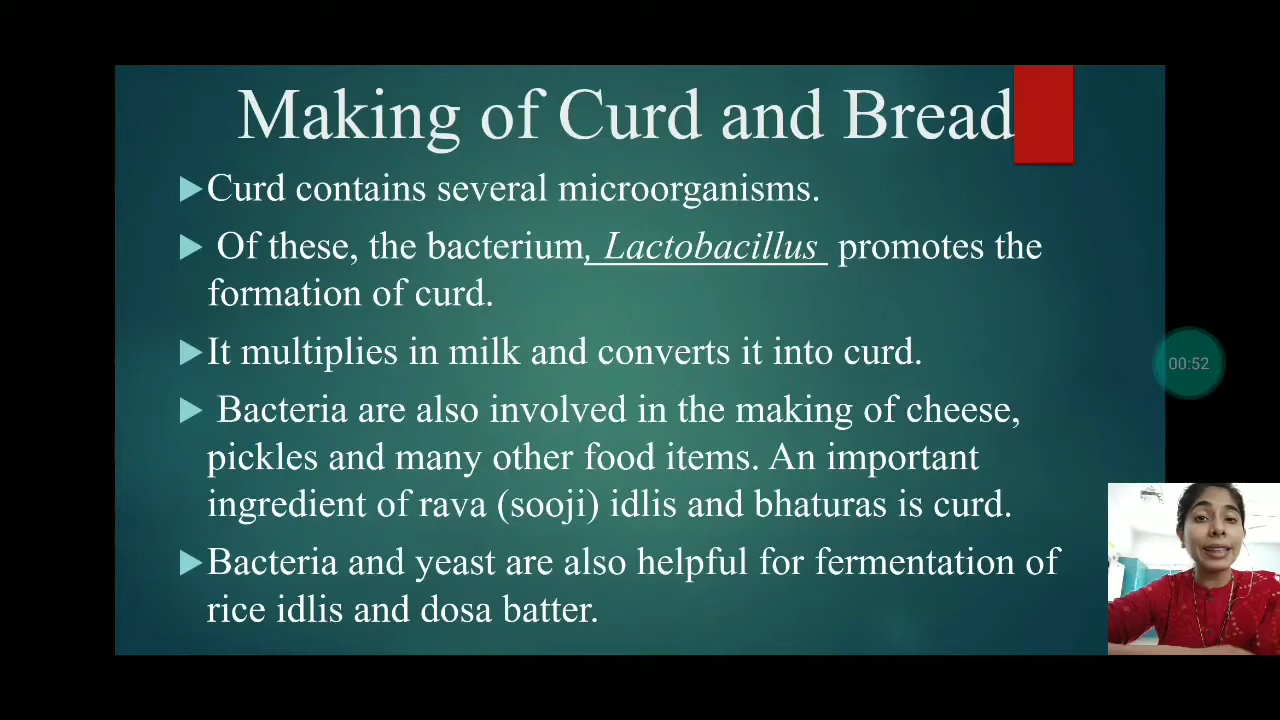 Making of Curd and Bread
Curd contains several microorganisms.
Of these, the bacterium, Lactobacillus promotes the
formation of curd.
It multiplies in milk and converts it into curd.
Bacteria are also involved in the making of cheese,
pickles and many other food items. An important
ingredient of rava (sooji) idlis and bhaturas is curd.
Bacteria and yeast are also helpful for fermentation of
rice idlis and dosa batter.
00:52